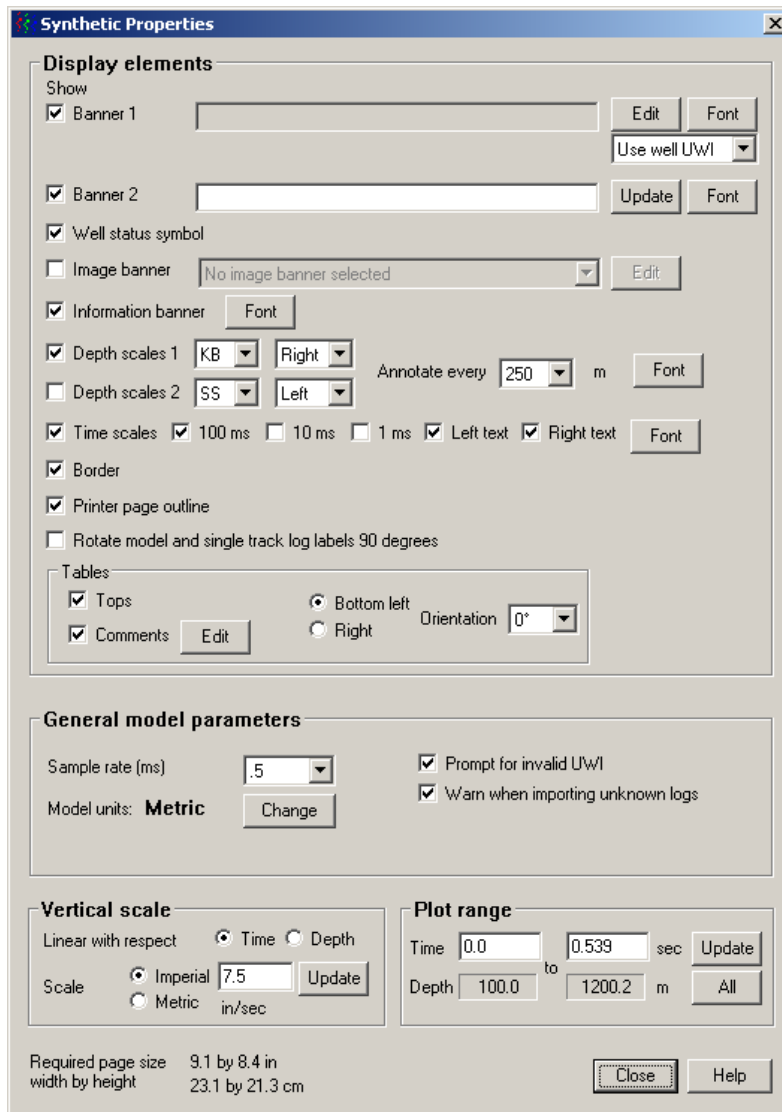 Synthetic Properties
Display elements
Show
Banner 1 Edit Font
Use well UWI
Banner 2 Update Font
Well status symbol
Image banner No image banner selected Edit
Information banner Font
Depth scales 1 KB Right Annotate every 250 m Font
Depth scales 2 SS Left
Time scales 100 ms 10 ms 1 ms Left text Right text Font
Border
Printer page outline
Rotate model and single track log labels 90 degrees
Tables
Tops Bottom left Orientation 0°
Comments Edit Right
General model parameters
Sample rate (ms) .5 Prompt for invalid UWI
Model units: Metric Change Warn when importing unknown logs
Vertical scale
Linear with respect Time Depth
Scale Imperial 7.5 Update
Metric in/sec
Plot range
Time 0.0 to 0.539 sec Update
Depth 100.0 1200.2 m All
Required page size 9.1 by 8.4 in
width by height 23.1 by 21.3 cm
Close Help